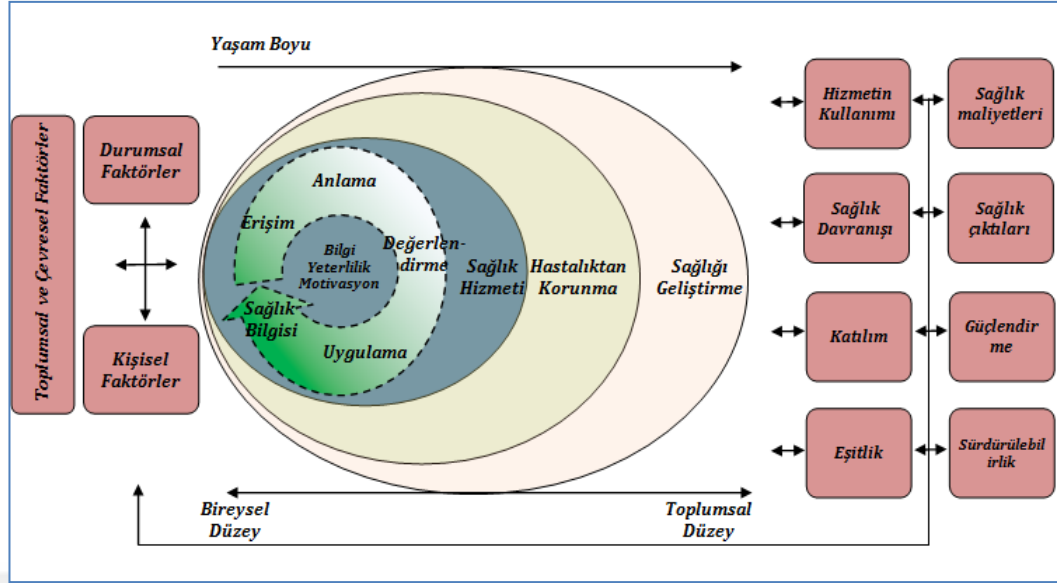 Yaşam Boyu
Toplumsal ve Çevresel Faktörler
Durumsal
Faktörler
Kişisel
Faktörler
Anlama
Erişim
Değerlen-
dirme
Bilgi
Yeterlilik
Motivasyon
Sağlık
Bilgisi
Uygulama
Sağlık
Hizmeti
Hastalıktan
Korunma
Sağlığı
Geliştirme
Bireysel
Düzey
Toplumsal
Düzey
Hizmetin
Kullanımı
Sağlık
maliyetleri
Sağlık
Davranışı
Sağlık
çıktıları
Katılım
Güçlendir
me
Eşitlik
Sürdürülebil
irlik